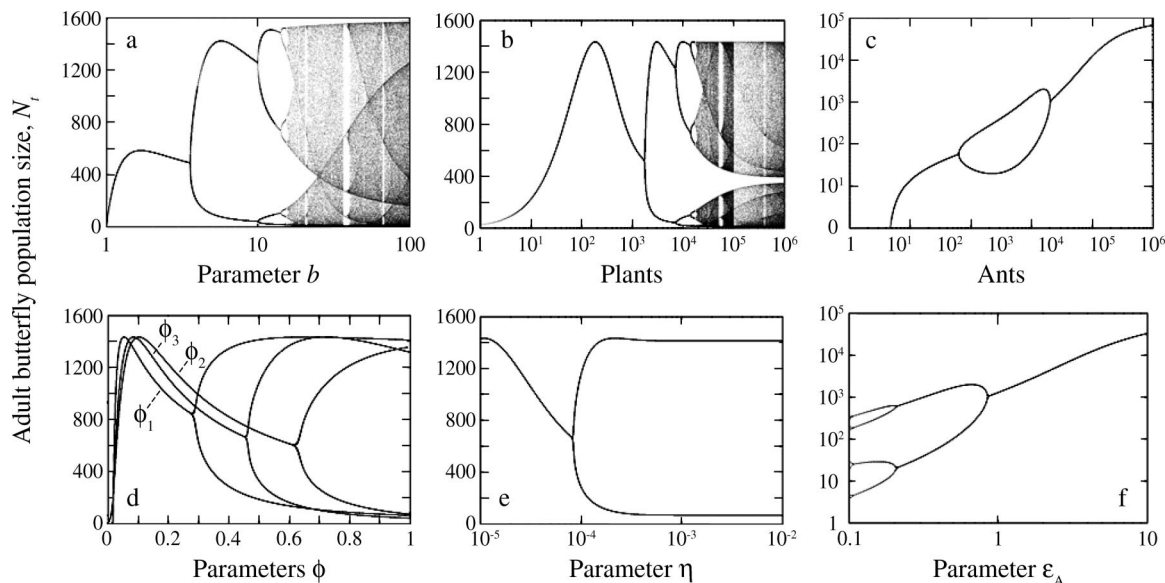 Adult butterfly population size, Nₜ
1600 1200 800 400 0
a
1 10 100
Parameter b
1600 1200 800 400 0
b
1 10¹ 10² 10³ 10⁴ 10⁵ 10⁶
Plants
10⁵ 10⁴ 10³ 10² 10¹ 0
c
1 10¹ 10² 10³ 10⁴ 10⁵ 10⁶
Ants
1600 1200 800 400 0
ϕ₃
ϕ₂
ϕ₁
d
0 0.2 0.4 0.6 0.8 1
Parameters ϕ
1600 1200 800 400 0
e
10⁻⁵ 10⁻⁴ 10⁻³ 10⁻²
Parameter η
10⁵ 10⁴ 10³ 10² 10 1
f
0.1 1 10
Parameter ε_A